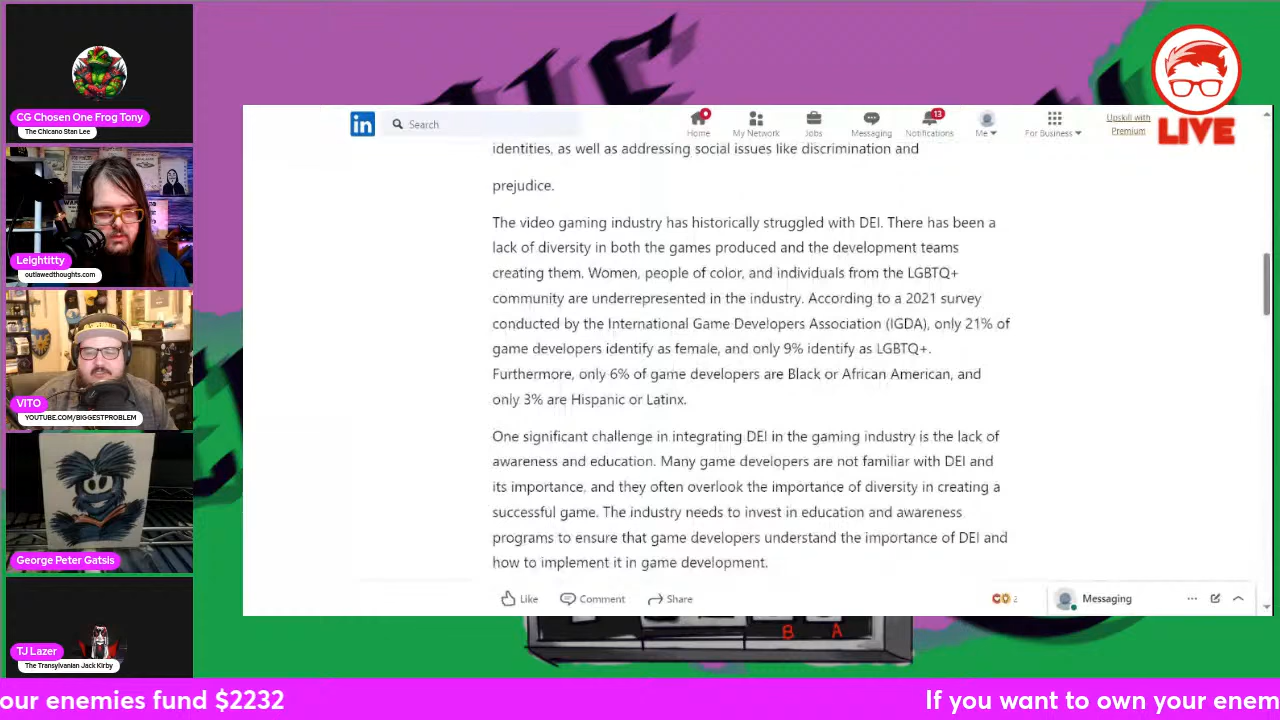 CG Chosen One Frog Tony
The Chicano Stan Lee
Leightitty
outlawedthoughts.com
VITO
YOUTUBE.COM/BIGGESTPROBLEM
George Peter Gatsis
TJ Lazer
The Transylvanian Jack Kirby
in
Search
Home
My Network
Jobs
Messaging
13
Notifications
Me
For Business
Upskill with
Premium
LIVE
identities, as well as addressing social issues like discrimination and
prejudice.
The video gaming industry has historically struggled with DEI. There has been a
lack of diversity in both the games produced and the development teams
creating them. Women, people of color, and individuals from the LGBTQ+
community are underrepresented in the industry. According to a 2021 survey
conducted by the International Game Developers Association (IGDA), only 21% of
game developers identify as female, and only 9% identify as LGBTQ+.
Furthermore, only 6% of game developers are Black or African American, and
only 3% are Hispanic or Latinx.
One significant challenge in integrating DEI in the gaming industry is the lack of
awareness and education. Many game developers are not familiar with DEI and
its importance, and they often overlook the importance of diversity in creating a
successful game. The industry needs to invest in education and awareness
programs to ensure that game developers understand the importance of DEI and
how to implement it in game development.
Like
Comment
Share
2
Messaging
B A
our enemies fund $2232
If you want to own your enem